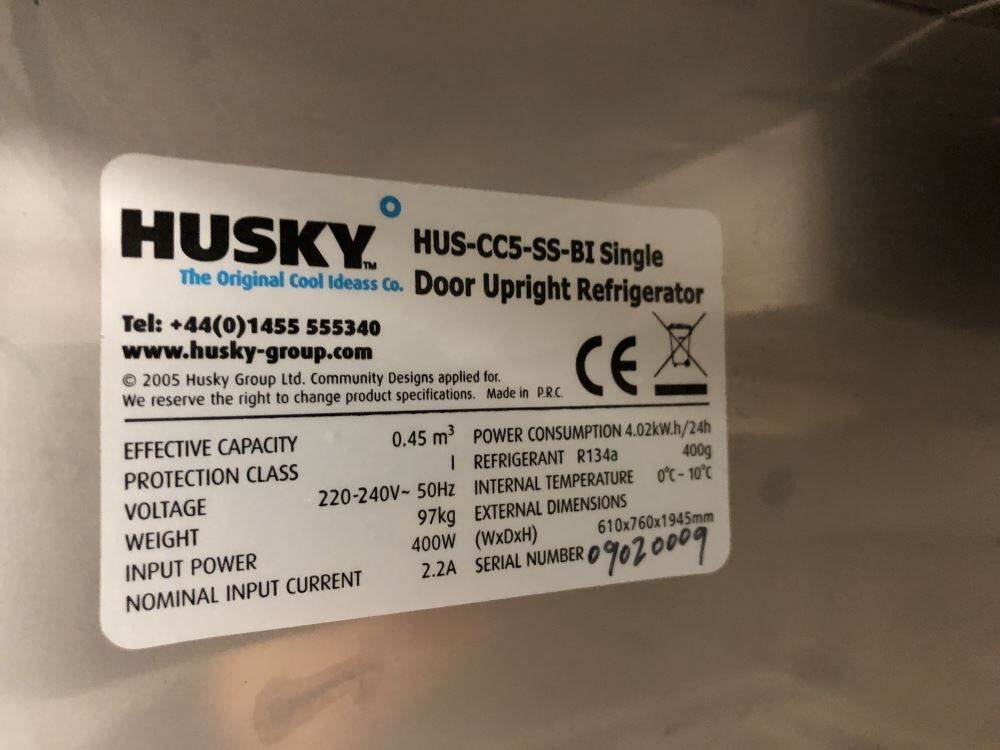 HUSKY™
The Original Cool Ideass Co.
HUS-CC5-SS-BI Single
Door Upright Refrigerator
Tel: +44(0)1455 555340
www.husky-group.com
© 2005 Husky Group Ltd. Community Designs applied for.
We reserve the right to change product specifications. Made in P.R.C.
CE
EFFECTIVE CAPACITY 0.45 m³
PROTECTION CLASS I
VOLTAGE 220-240V~ 50Hz
WEIGHT 97kg
INPUT POWER 400W
NOMINAL INPUT CURRENT 2.2A
POWER CONSUMPTION 4.02kW.h/24h
REFRIGERANT R134a 400g
INTERNAL TEMPERATURE 0°C - 10°C
EXTERNAL DIMENSIONS
(WxDxH) 610x760x1945mm
SERIAL NUMBER 09020009